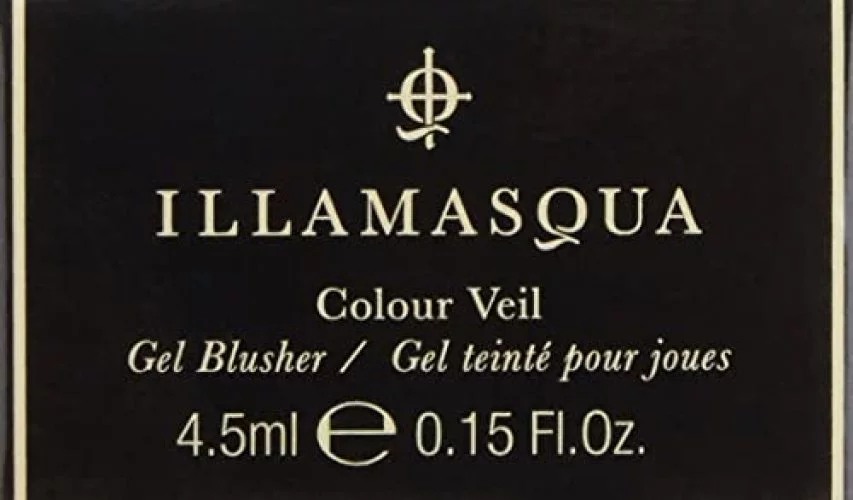 ILLAMASQUA
Colour Veil
Gel Blusher / Gel teinté pour joues
4.5ml ℮ 0.15 Fl.Oz.